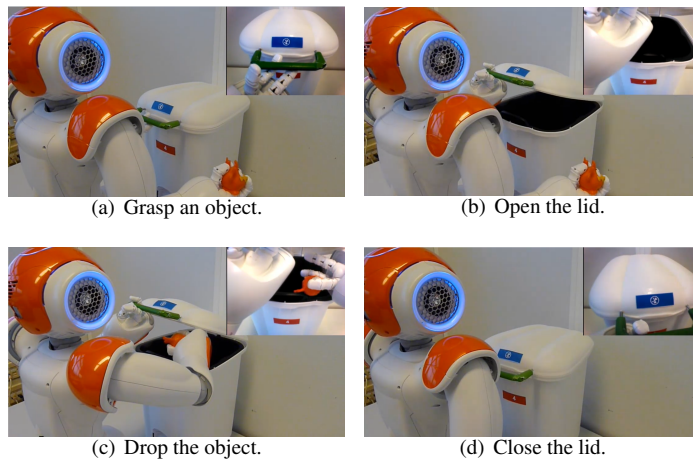 (a) Grasp an object.
(b) Open the lid.
(c) Drop the object.
(d) Close the lid.